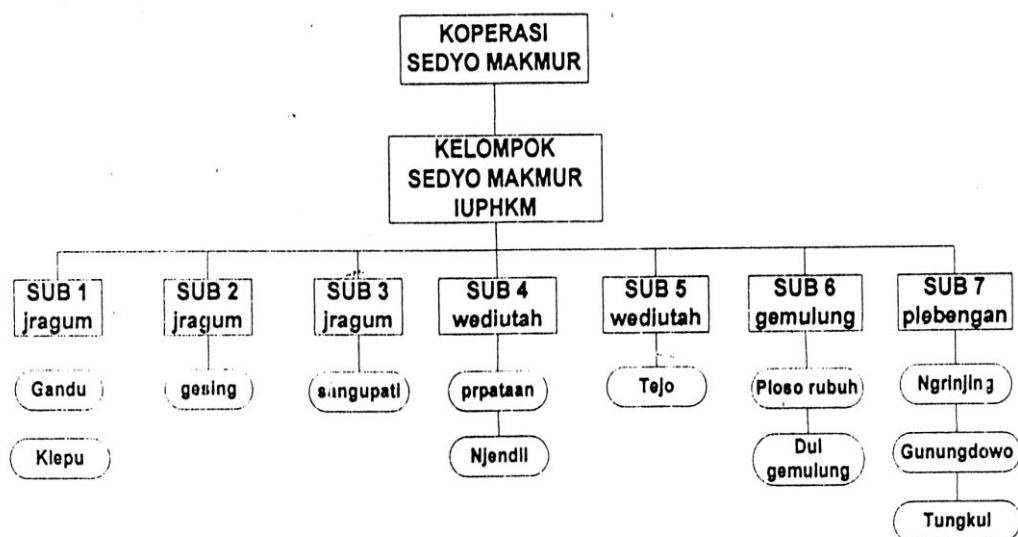 KOPERASI
SEDYO MAKMUR
KELOMPOK
SEDYO MAKMUR
IUPHKM
SUB 1
jragum
SUB 2
jragum
SUB 3
jragum
SUB 4
wediutah
SUB 5
wediutah
SUB 6
gemulung
SUB 7
plebengan
Gandu
gesing
sangupati
prpataan
Tejo
Ploso rubuh
Ngrinjing
Klepu
Njendil
Dul
gemulung
Gunungdowo
Tungkul